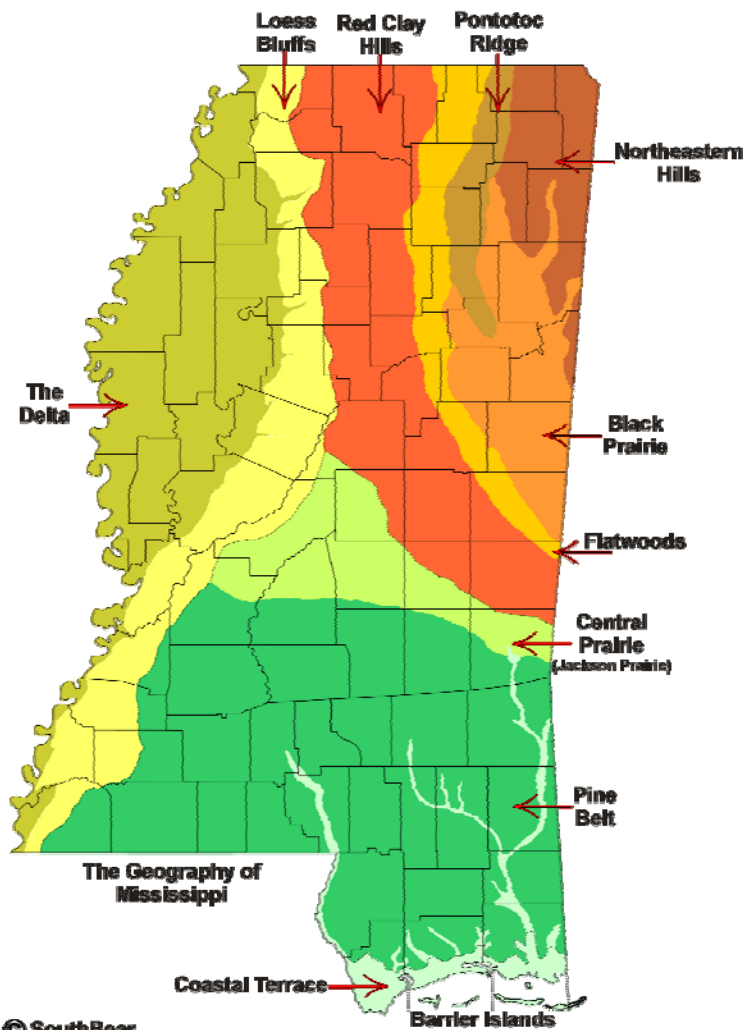 Loess
Bluffs
Red Clay
Hills
Pontotoc
Ridge
Northeastern
Hills
The
Delta
Black
Prairie
Flatwoods
Central
Prairie
(Jackson Prairie)
Pine
Belt
The Geography of
Mississippi
Coastal Terrace
Barrier Islands
© SouthBear